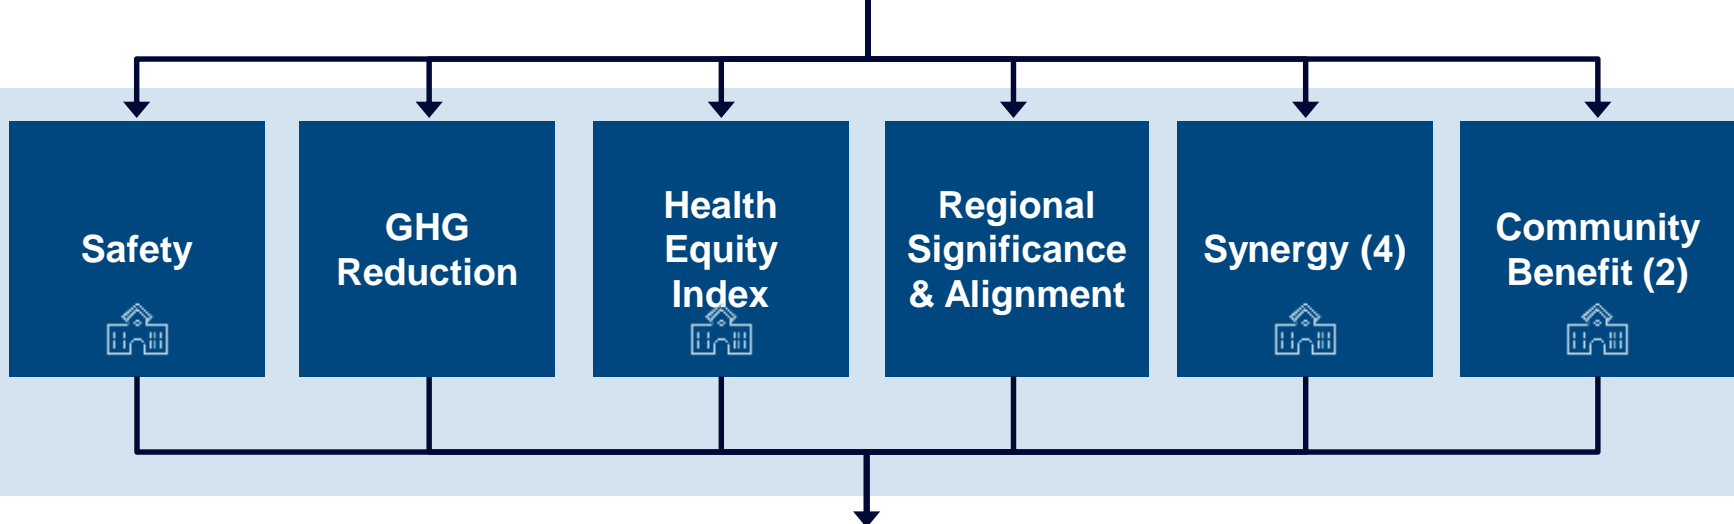 Safety
GHG
Reduction
Health
Equity
Index
Regional
Significance
& Alignment
Synergy (4)
Community
Benefit (2)